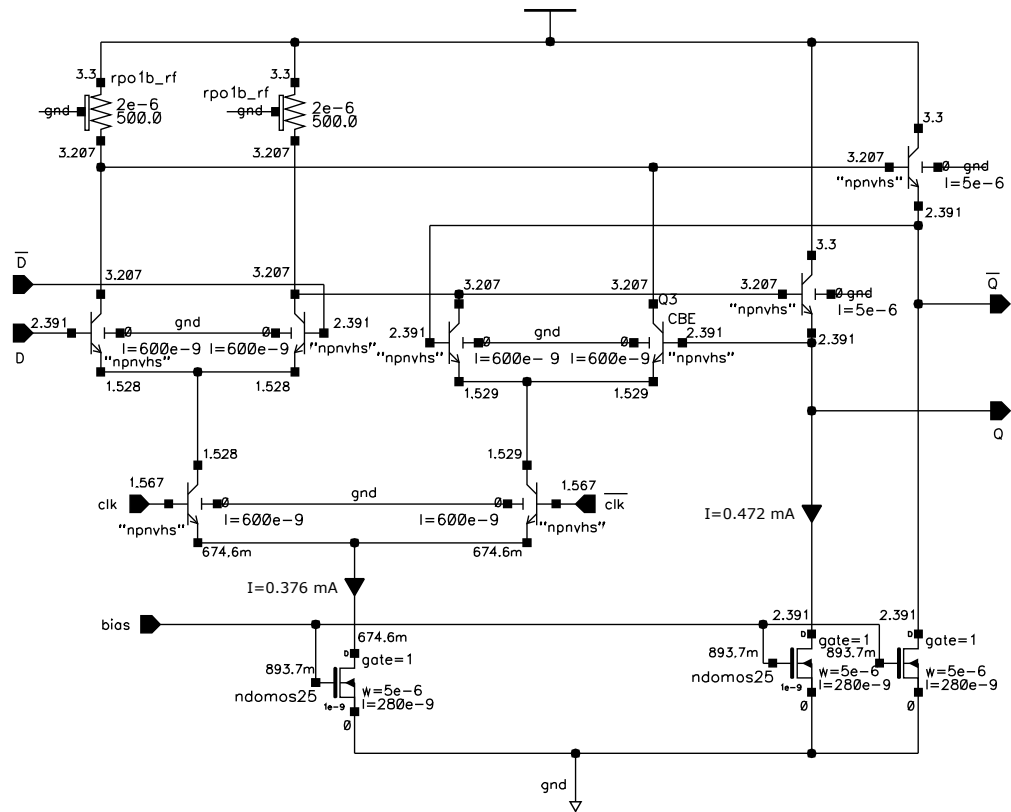 3.3 rpo1b_rf
gnd 2e-6
500.0
3.207
3.3
rpo1b_rf
gnd 2e-6
500.0
3.207
3.3
3.207 0 gnd
"npnvhs" l=5e-6
2.391
3.3
D
3.207
3.207
3.207
3.207
3.207 0 gnd
"npnvhs" l=5e-6
Q
Q3
CBE
2.391 0 gnd 0 2.391
D
l=600e-9 l=600e-9
"npnvhs" "npnvhs"
2.391 0 gnd 0 2.391
"npnvhs" l=600e-9 l=600e-9 "npnvhs"
2.391
1.528 1.528
1.529 1.529
Q
1.528 1.529
1.567 1.567
clk 0 gnd 0 clk
l=600e-9 l=600e-9
"npnvhs" "npnvhs"
674.6m 674.6m
I=0.472 mA
I=0.376 mA
bias
674.6m
2.391 2.391
D gate=1
893.7m
ndomos25 w=5e-6
1e-9 l=280e-9
0
D gate=1
893.7m
ndomos25 w=5e-6
1e-9 l=280e-9
0
D gate=1
893.7m
w=5e-6
l=280e-9
0
gnd